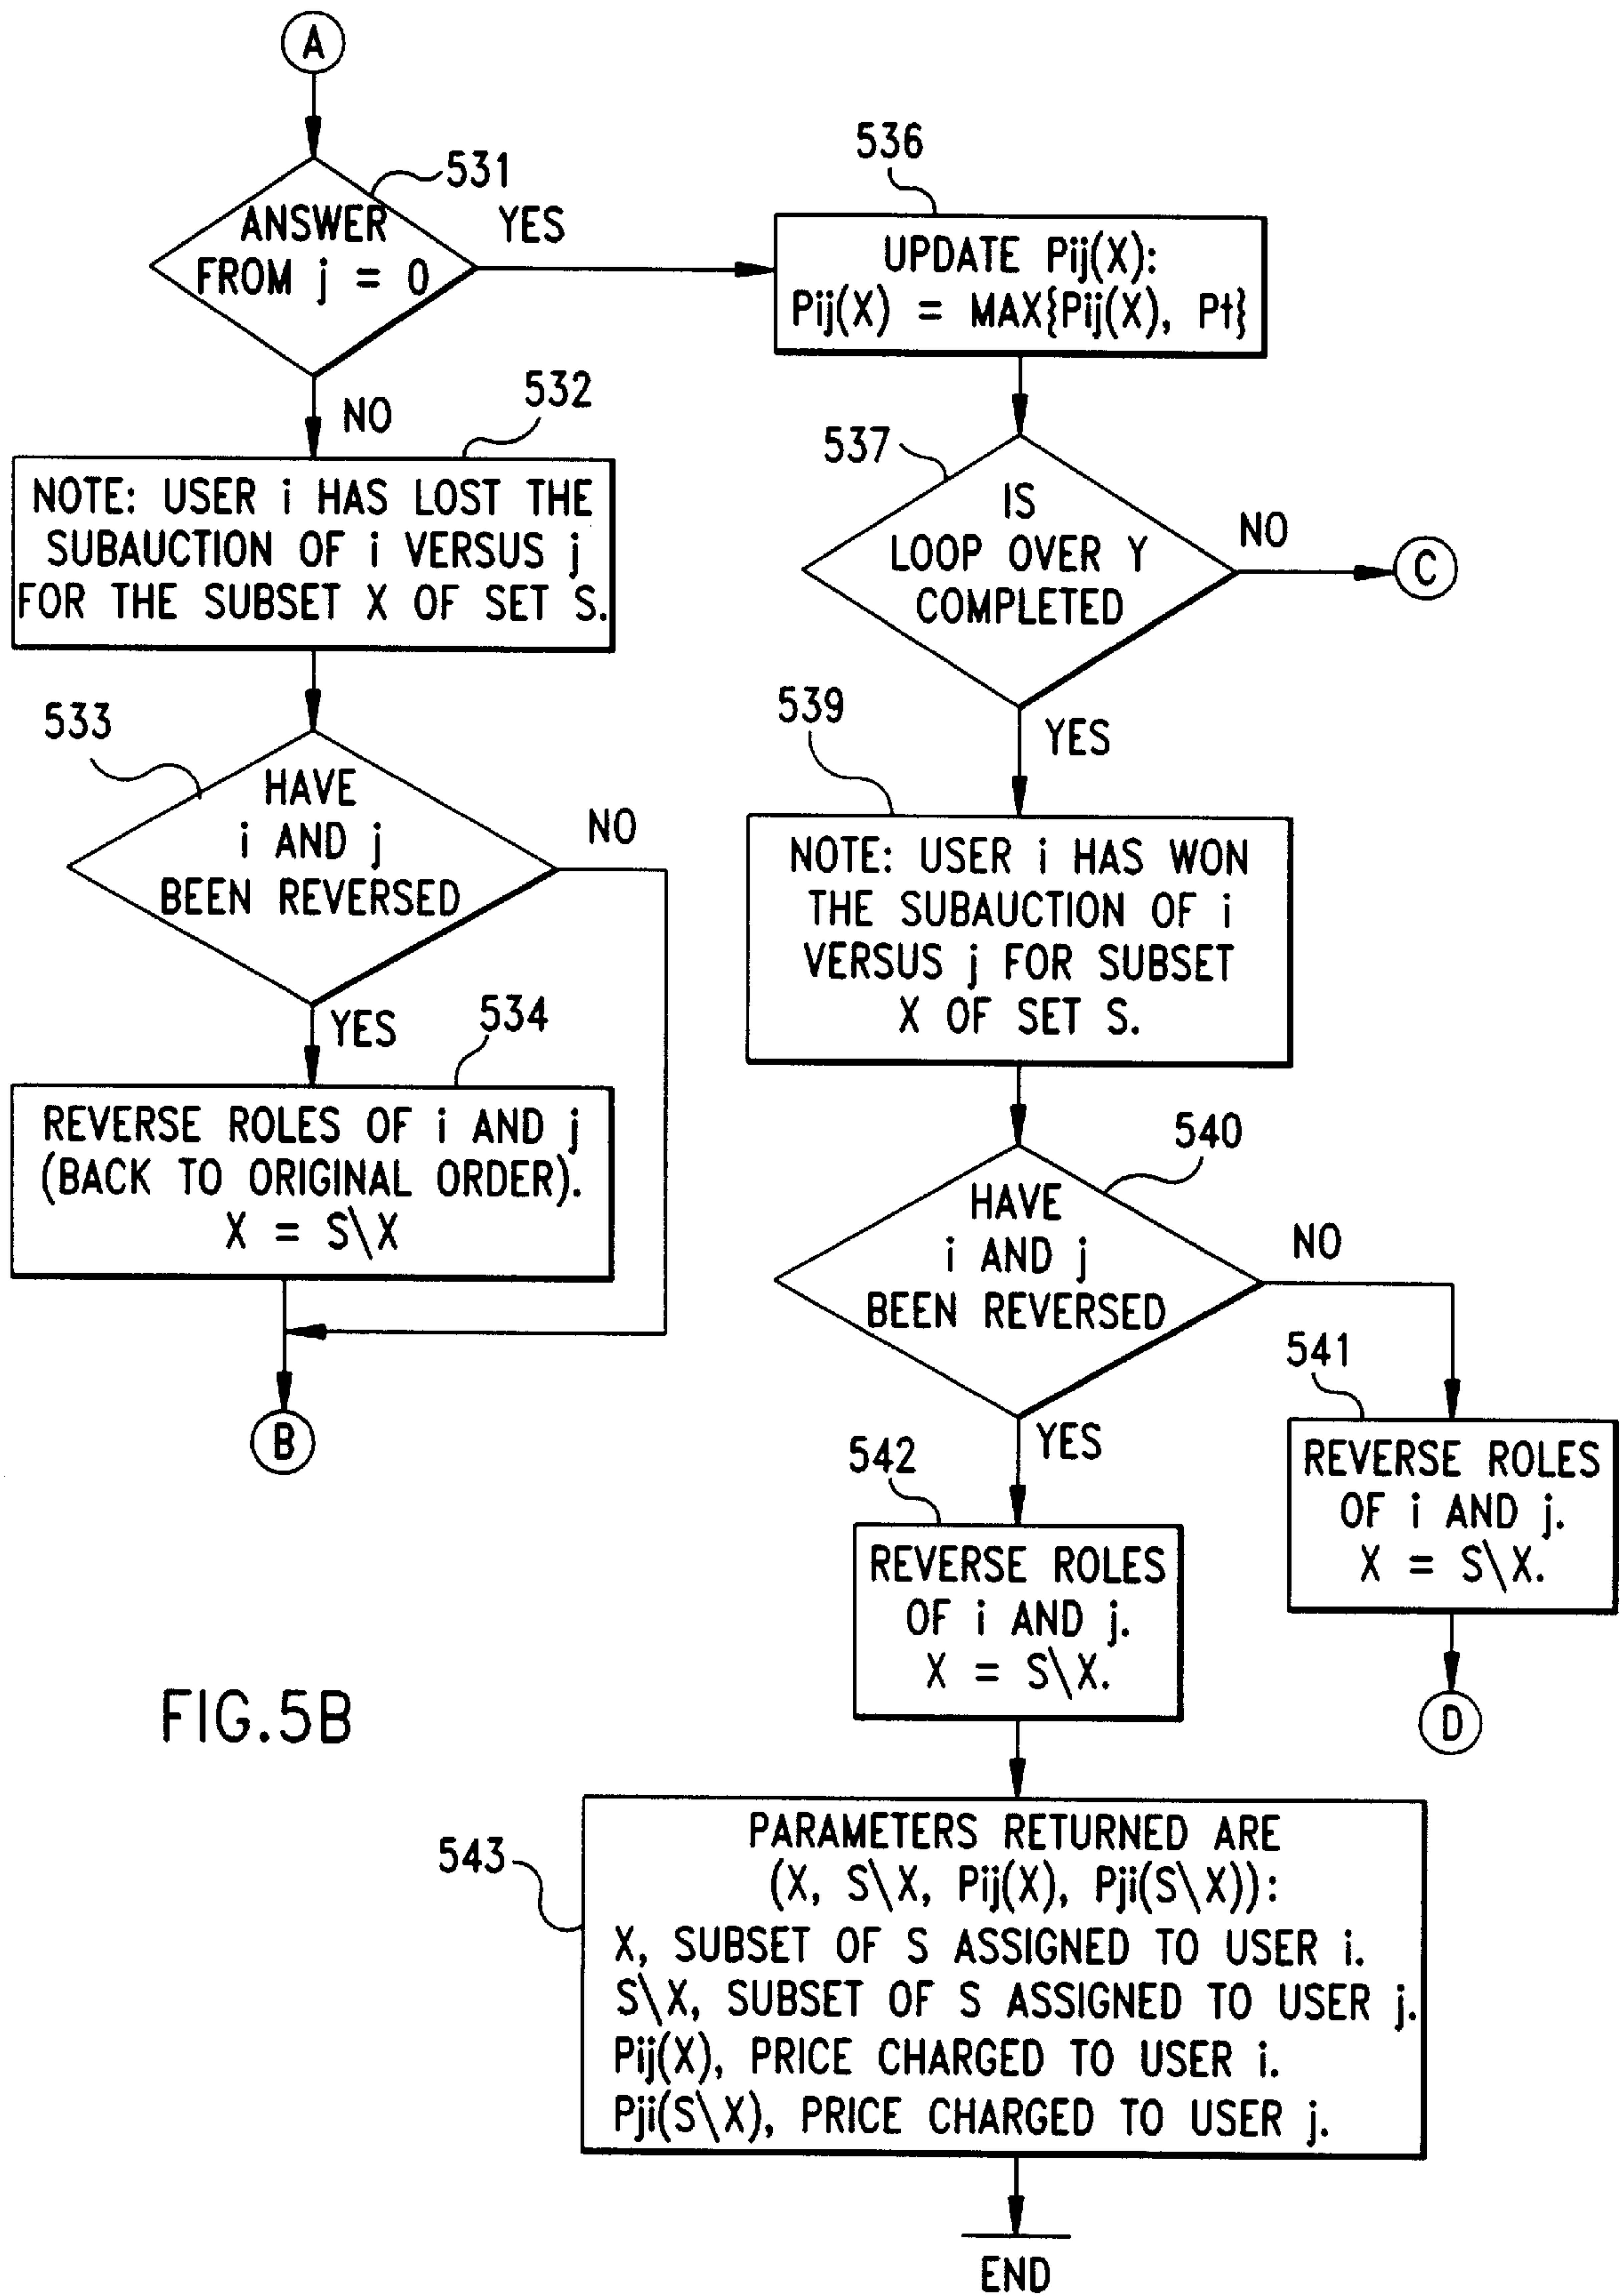 A
531
ANSWER
FROM j = 0
YES
NO
532
NOTE: USER i HAS LOST THE
SUBAUCTION OF i VERSUS j
FOR THE SUBSET X OF SET S.
533
HAVE
i AND j
BEEN REVERSED
NO
YES
534
REVERSE ROLES OF i AND j
(BACK TO ORIGINAL ORDER).
X = S\X
B
536
UPDATE Pij(X):
Pij(X) = MAX{Pij(X), Pt}
537
IS
LOOP OVER Y
COMPLETED
NO
C
YES
539
NOTE: USER i HAS WON
THE SUBAUCTION OF i
VERSUS j FOR SUBSET
X OF SET S.
540
HAVE
i AND j
BEEN REVERSED
NO
541
REVERSE ROLES
OF i AND j.
X = S\X.
D
YES
542
REVERSE ROLES
OF i AND j.
X = S\X.
543
PARAMETERS RETURNED ARE
(X, S\X, Pij(X), Pji(S\X)):
X, SUBSET OF S ASSIGNED TO USER i.
S\X, SUBSET OF S ASSIGNED TO USER j.
Pij(X), PRICE CHARGED TO USER i.
Pji(S\X), PRICE CHARGED TO USER j.
END
FIG.5B